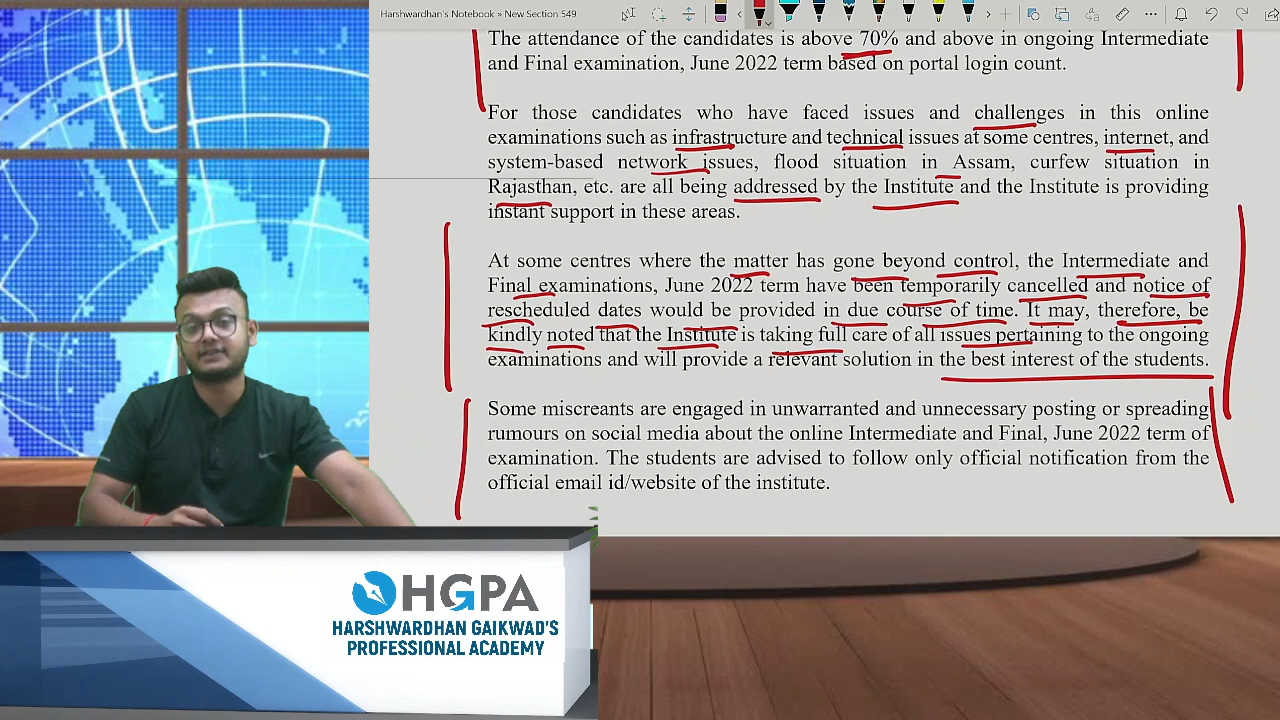 Harshwardhan's Notebook » New Section 549
The attendance of the candidates is above 70% and above in ongoing Intermediate
and Final examination, June 2022 term based on portal login count.
For those candidates who have faced issues and challenges in this online
examinations such as infrastructure and technical issues at some centres, internet, and
system-based network issues, flood situation in Assam, curfew situation in
Rajasthan, etc. are all being addressed by the Institute and the Institute is providing
instant support in these areas.
At some centres where the matter has gone beyond control, the Intermediate and
Final examinations, June 2022 term have been temporarily cancelled and notice of
rescheduled dates would be provided in due course of time. It may, therefore, be
kindly noted that the Institute is taking full care of all issues pertaining to the ongoing
examinations and will provide a relevant solution in the best interest of the students.
Some miscreants are engaged in unwarranted and unnecessary posting or spreading
rumours on social media about the online Intermediate and Final, June 2022 term of
examination. The students are advised to follow only official notification from the
official email id/website of the institute.
HGPA
HARSHWARDHAN GAIKWAD'S
PROFESSIONAL ACADEMY